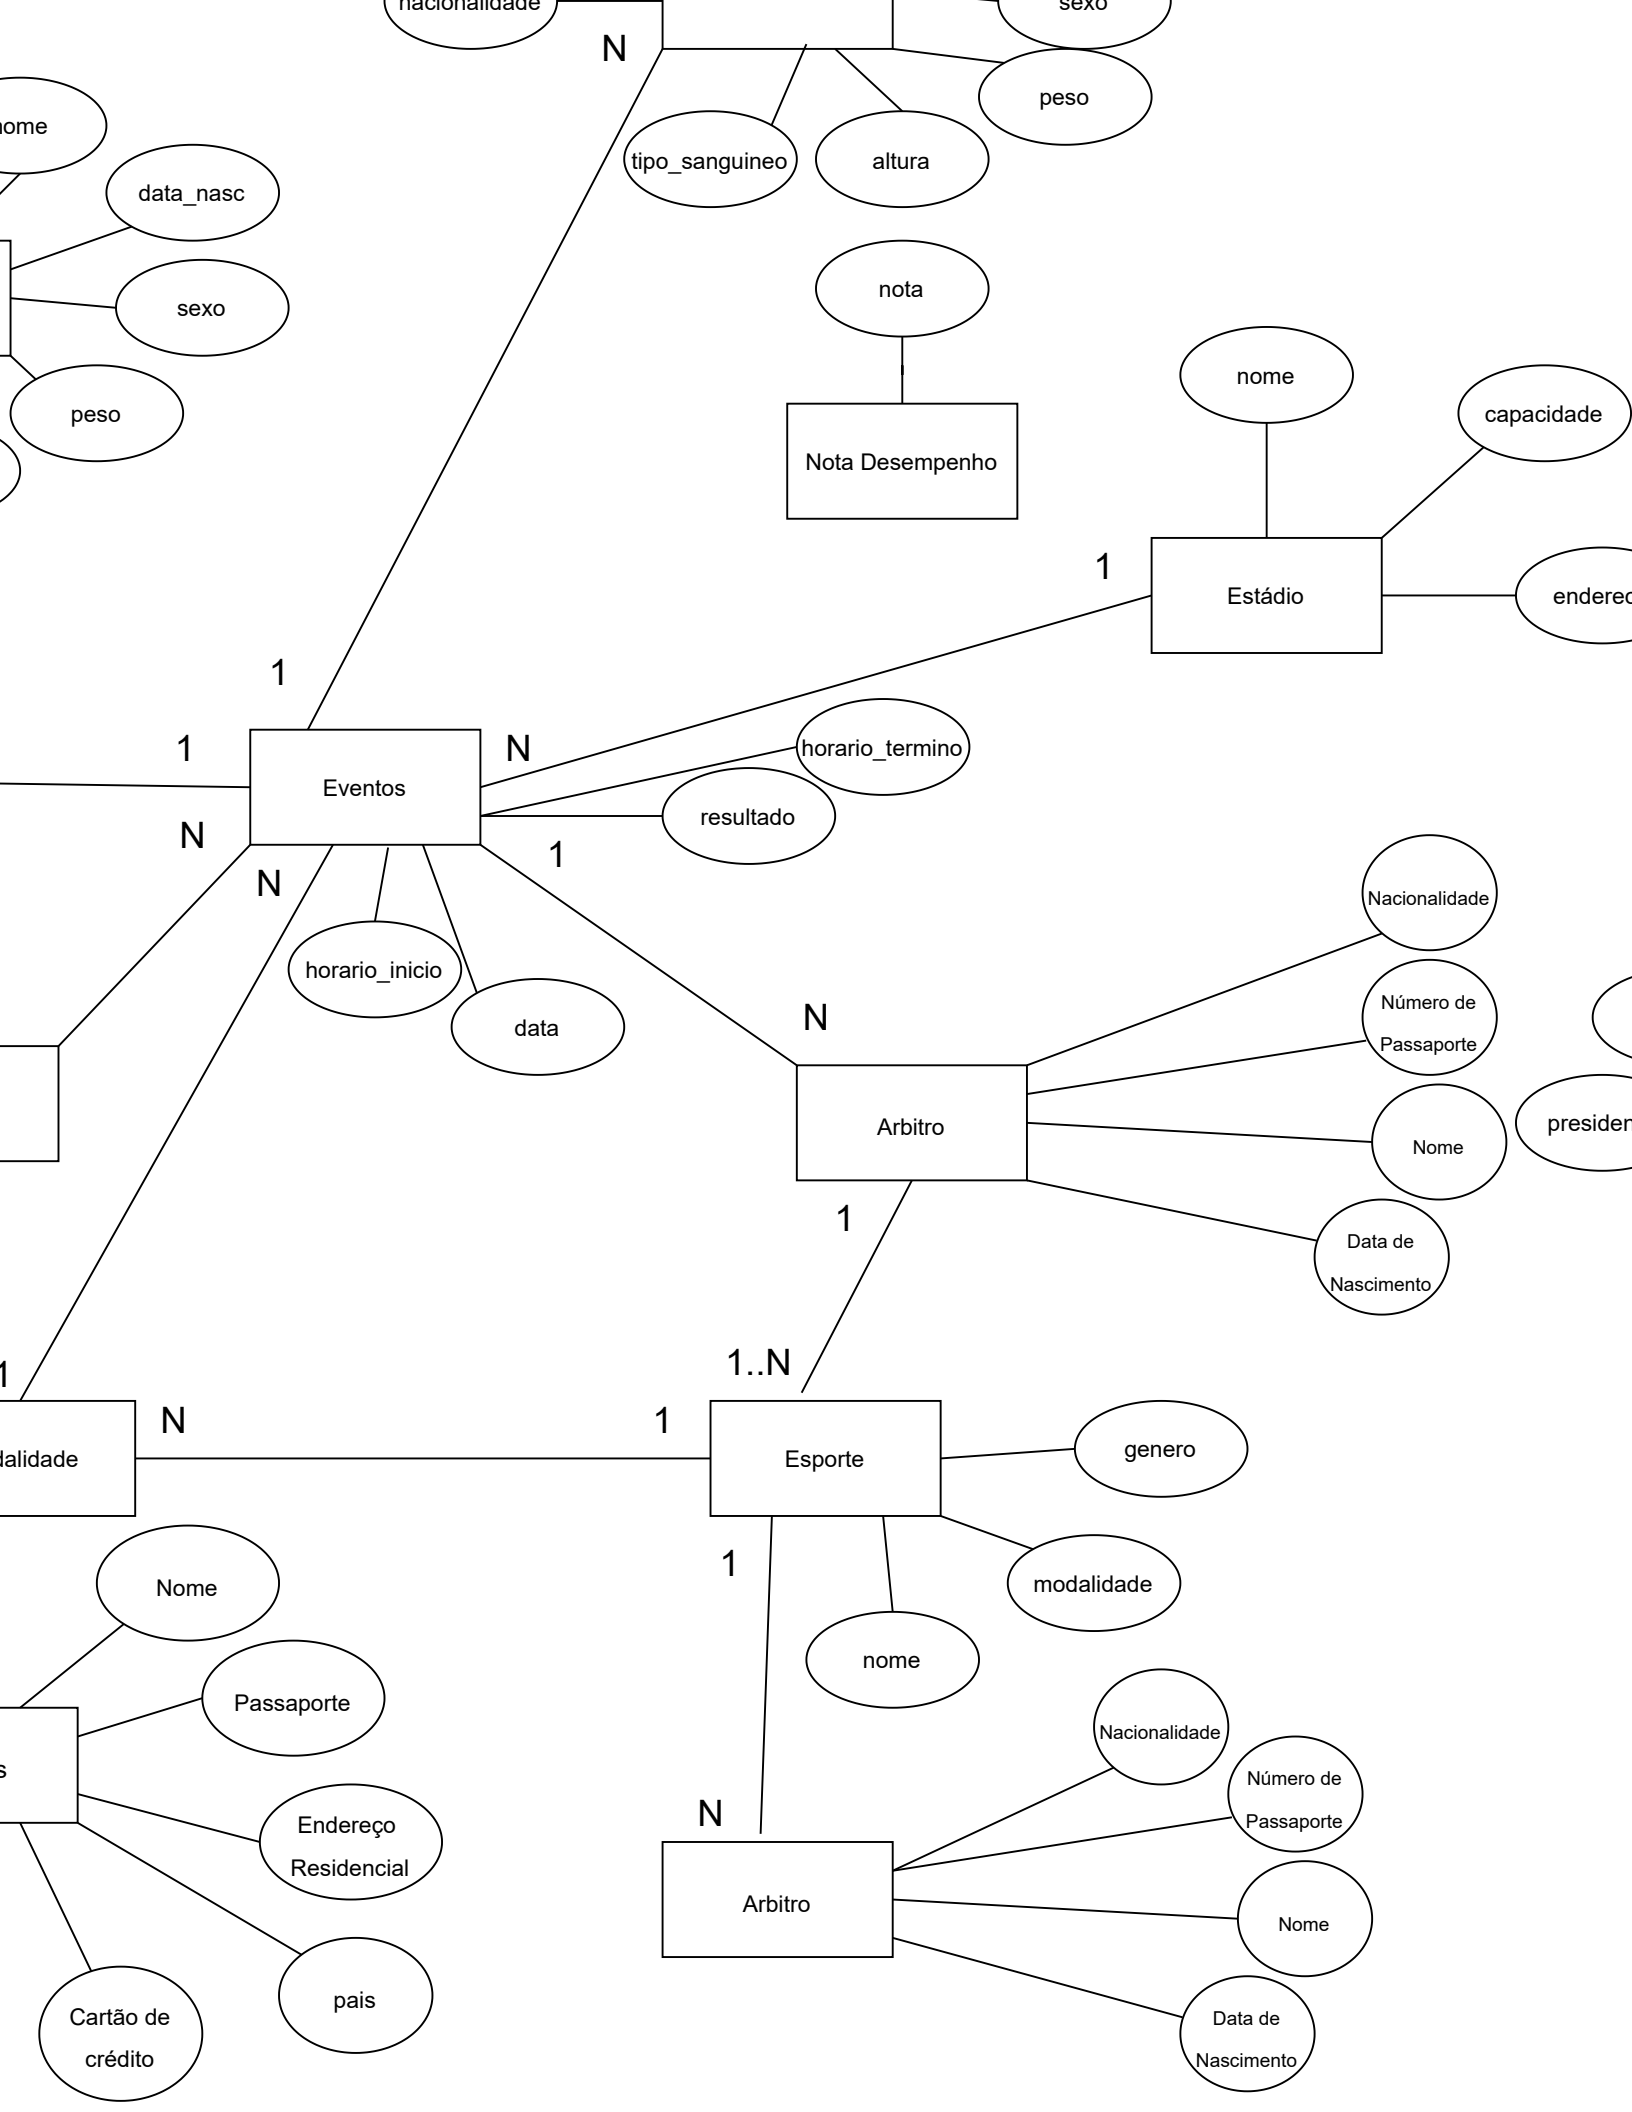 nacionalidade
sexo
N
peso
nome
tipo_sanguineo
altura
data_nasc
nota
sexo
nome
peso
capacidade
Nota Desempenho
1
Estádio
1
1
N
horario_termino
Eventos
resultado
N
1
N
Nacionalidade
horario_inicio
Número de
Passaporte
data
N
Arbitro
Nome
1
Data de
Nascimento
1..N
1
N
1
Esporte
genero
1
modalidade
Nome
nome
Passaporte
Nacionalidade
Número de
Passaporte
N
Endereço
Residencial
Arbitro
Nome
pais
Cartão de
crédito
Data de
Nascimento